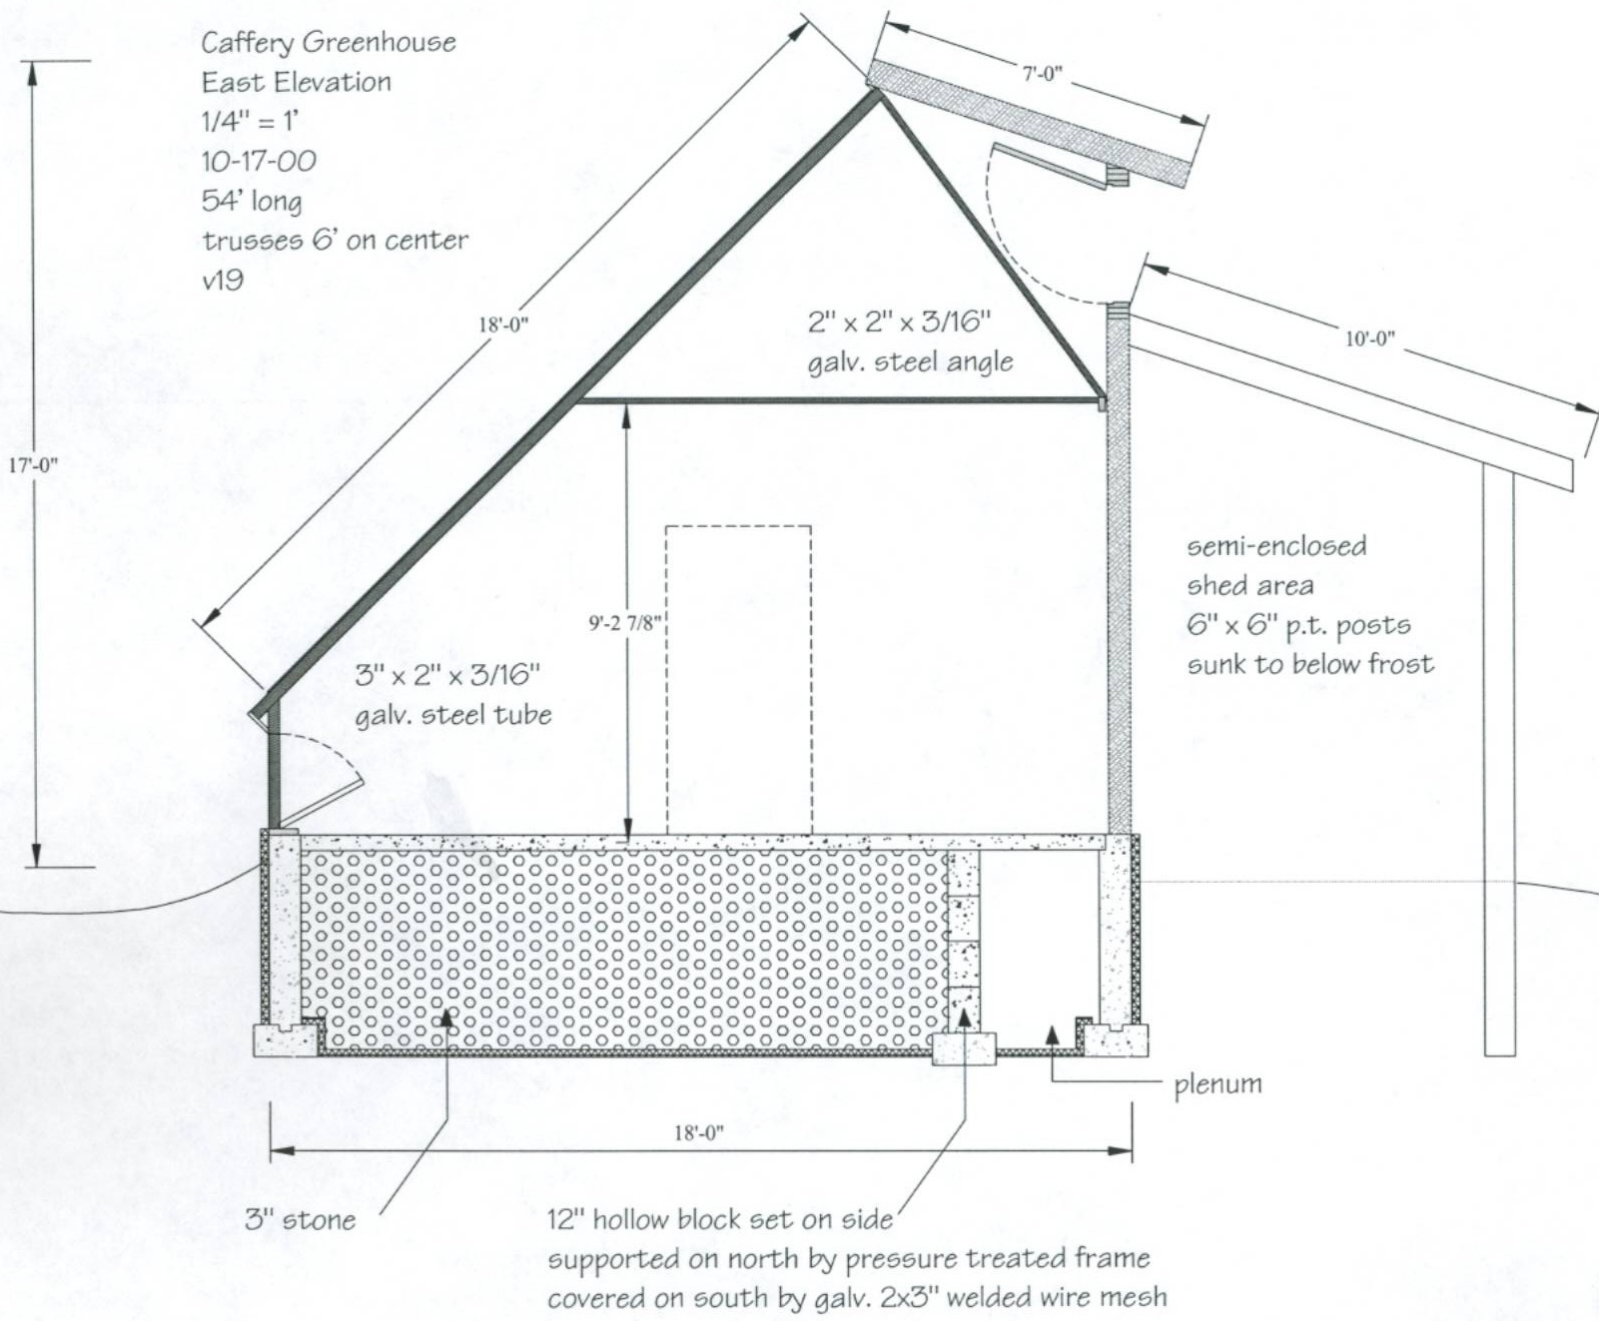 Caffery Greenhouse
East Elevation
1/4" = 1'
10-17-00
54' long
trusses 6' on center
v19
7'-0"
18'-0"
2" x 2" x 3/16"
galv. steel angle
10'-0"
17'-0"
9'-2 7/8"
semi-enclosed
shed area
6" x 6" p.t. posts
sunk to below frost
3" x 2" x 3/16"
galv. steel tube
plenum
18'-0"
3" stone
12" hollow block set on side
supported on north by pressure treated frame
covered on south by galv. 2x3" welded wire mesh